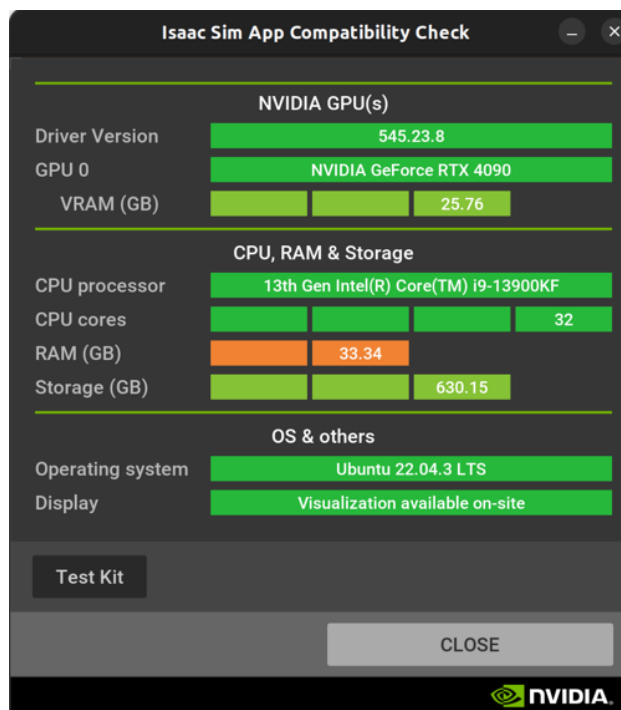 Isaac Sim App Compatibility Check
NVIDIA GPU(s)
Driver Version 545.23.8
GPU 0 NVIDIA GeForce RTX 4090
VRAM (GB) 25.76
CPU, RAM & Storage
CPU processor 13th Gen Intel(R) Core(TM) i9-13900KF
CPU cores 32
RAM (GB) 33.34
Storage (GB) 630.15
OS & others
Operating system Ubuntu 22.04.3 LTS
Display Visualization available on-site
Test Kit
CLOSE
NVIDIA.